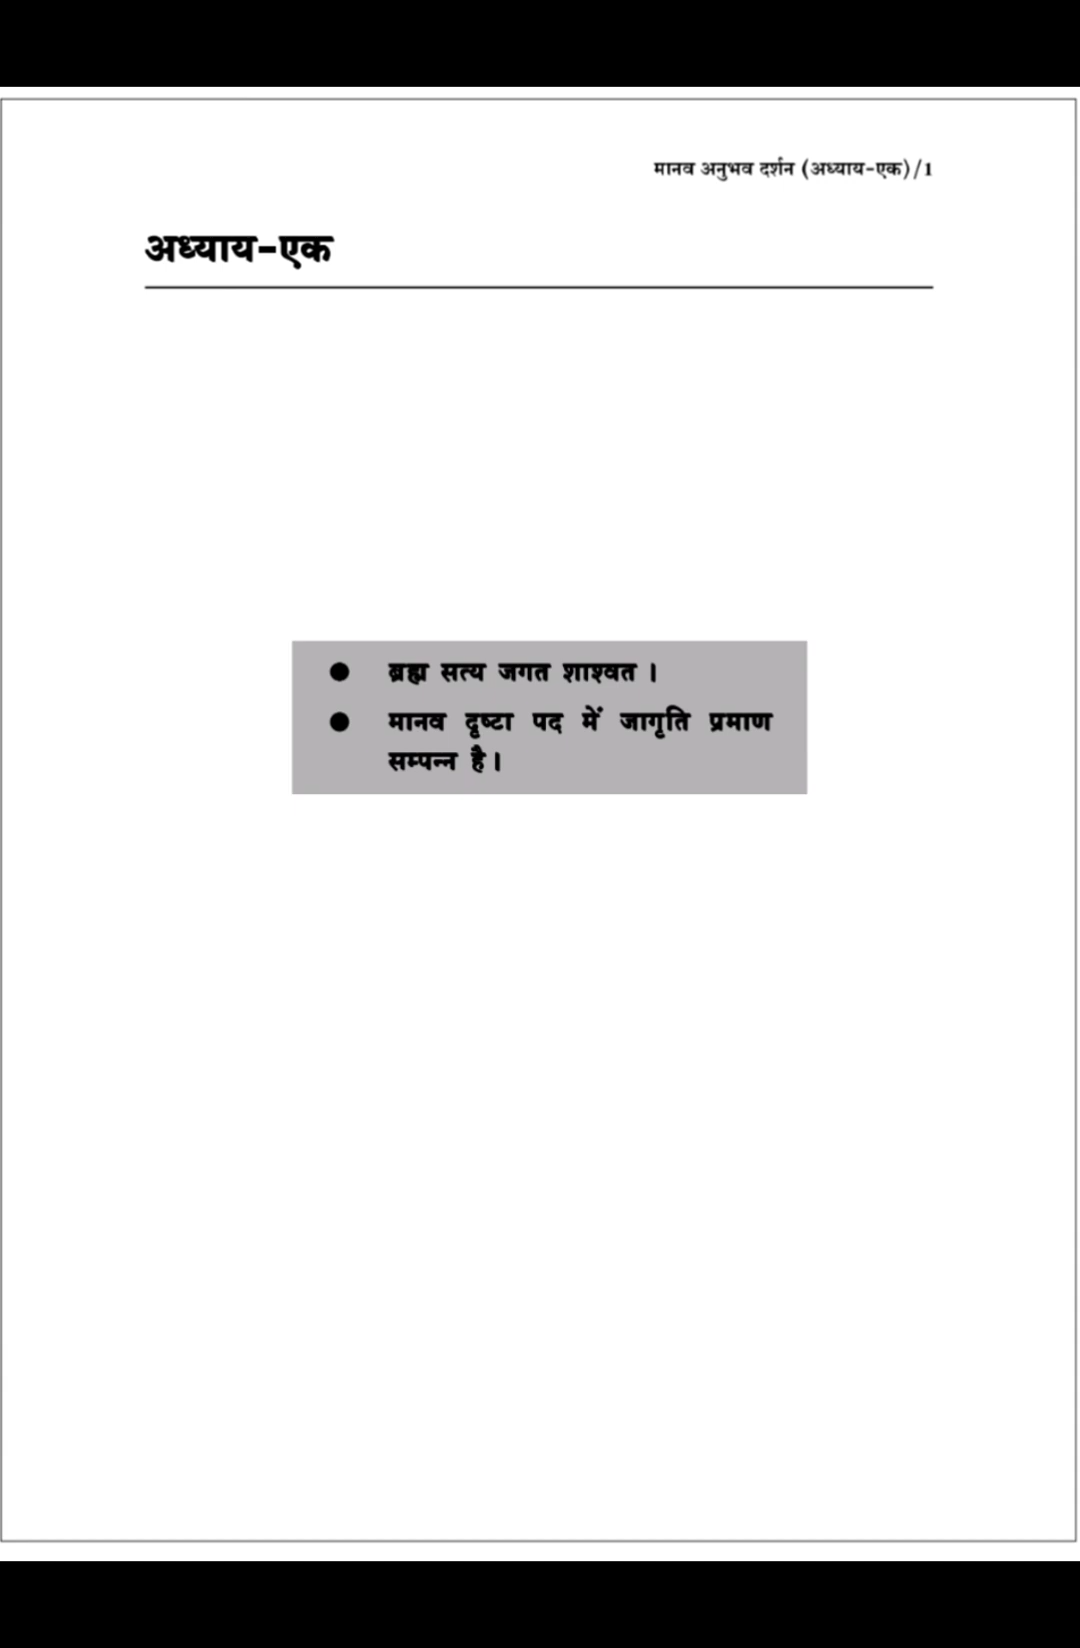 मानव अनुभव दर्शन (अध्याय-एक)/1
अध्याय-एक
● ब्रह्म सत्य जगत शाश्वत ।
● मानव दृष्टा पद में जागृति प्रमाण
सम्पन्न है ।